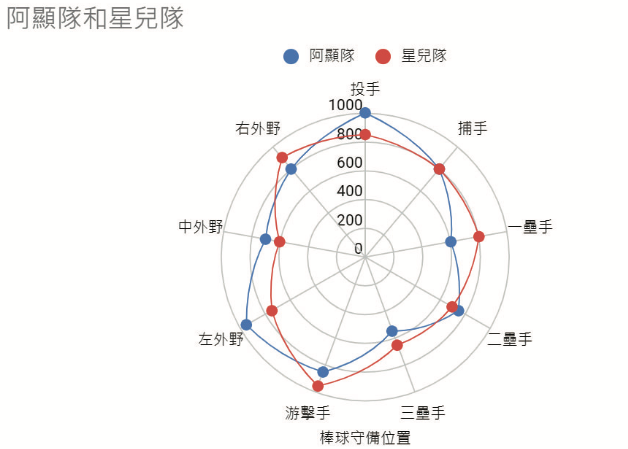 阿顯隊和星兒隊
阿顯隊 星兒隊
投手
1000
右外野
捕手
800
600
400
中外野
一壘手
200
0
左外野
二壘手
游擊手
三壘手
棒球守備位置